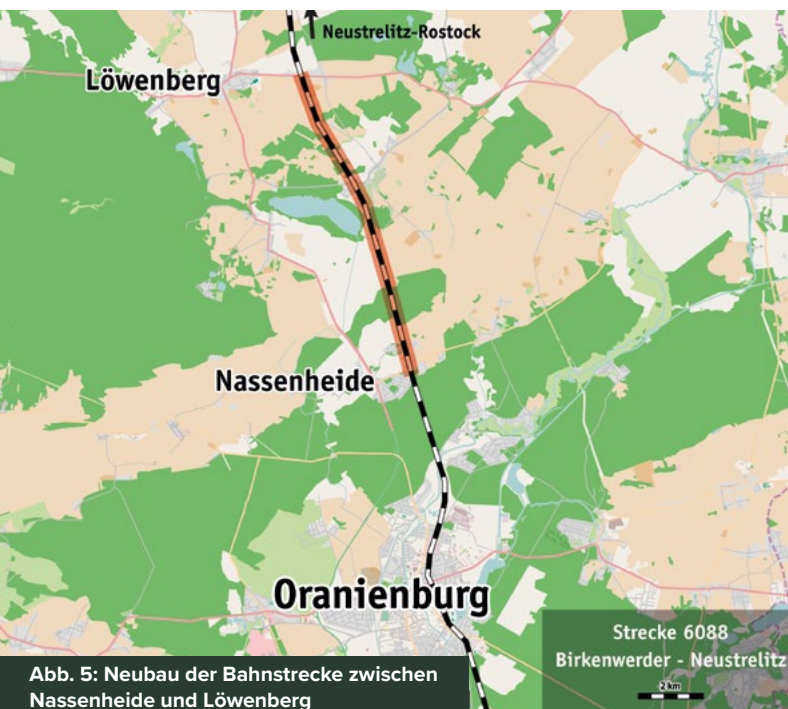 Neustrelitz-Rostock
Löwenberg
Nassenheide
Oranienburg
Strecke 6088
Birkenwerder - Neustrelitz
2 km
Abb. 5: Neubau der Bahnstrecke zwischen
Nassenheide und Löwenberg